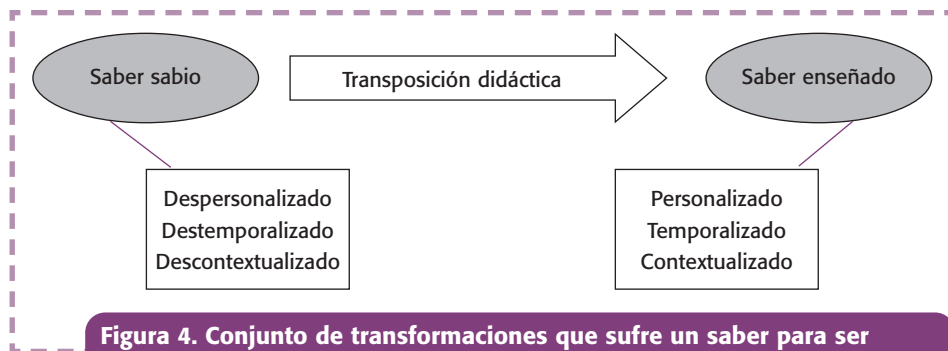 Saber sabio
Transposición didáctica
Saber enseñado
Despersonalizado
Destemporalizado
Descontextualizado
Personalizado
Temporalizado
Contextualizado
Figura 4. Conjunto de transformaciones que sufre un saber para ser